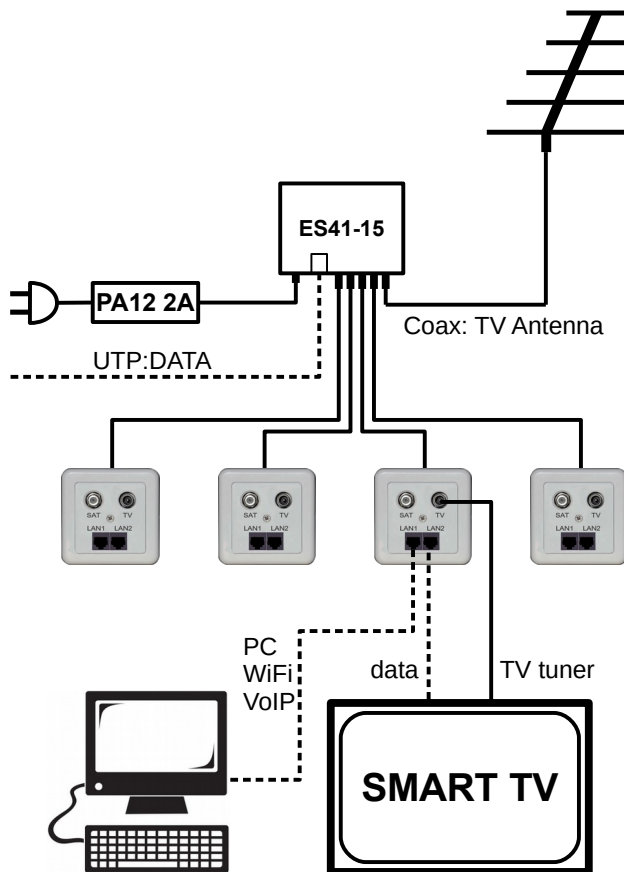 ES41-15
PA12 2A
Coax: TV Antenna
UTP:DATA
SAT TV
LAN1 LAN2
SAT TV
LAN1 LAN2
SAT TV
LAN1 LAN2
SAT TV
LAN1 LAN2
PC
WiFi
VoIP
data
TV tuner
SMART TV